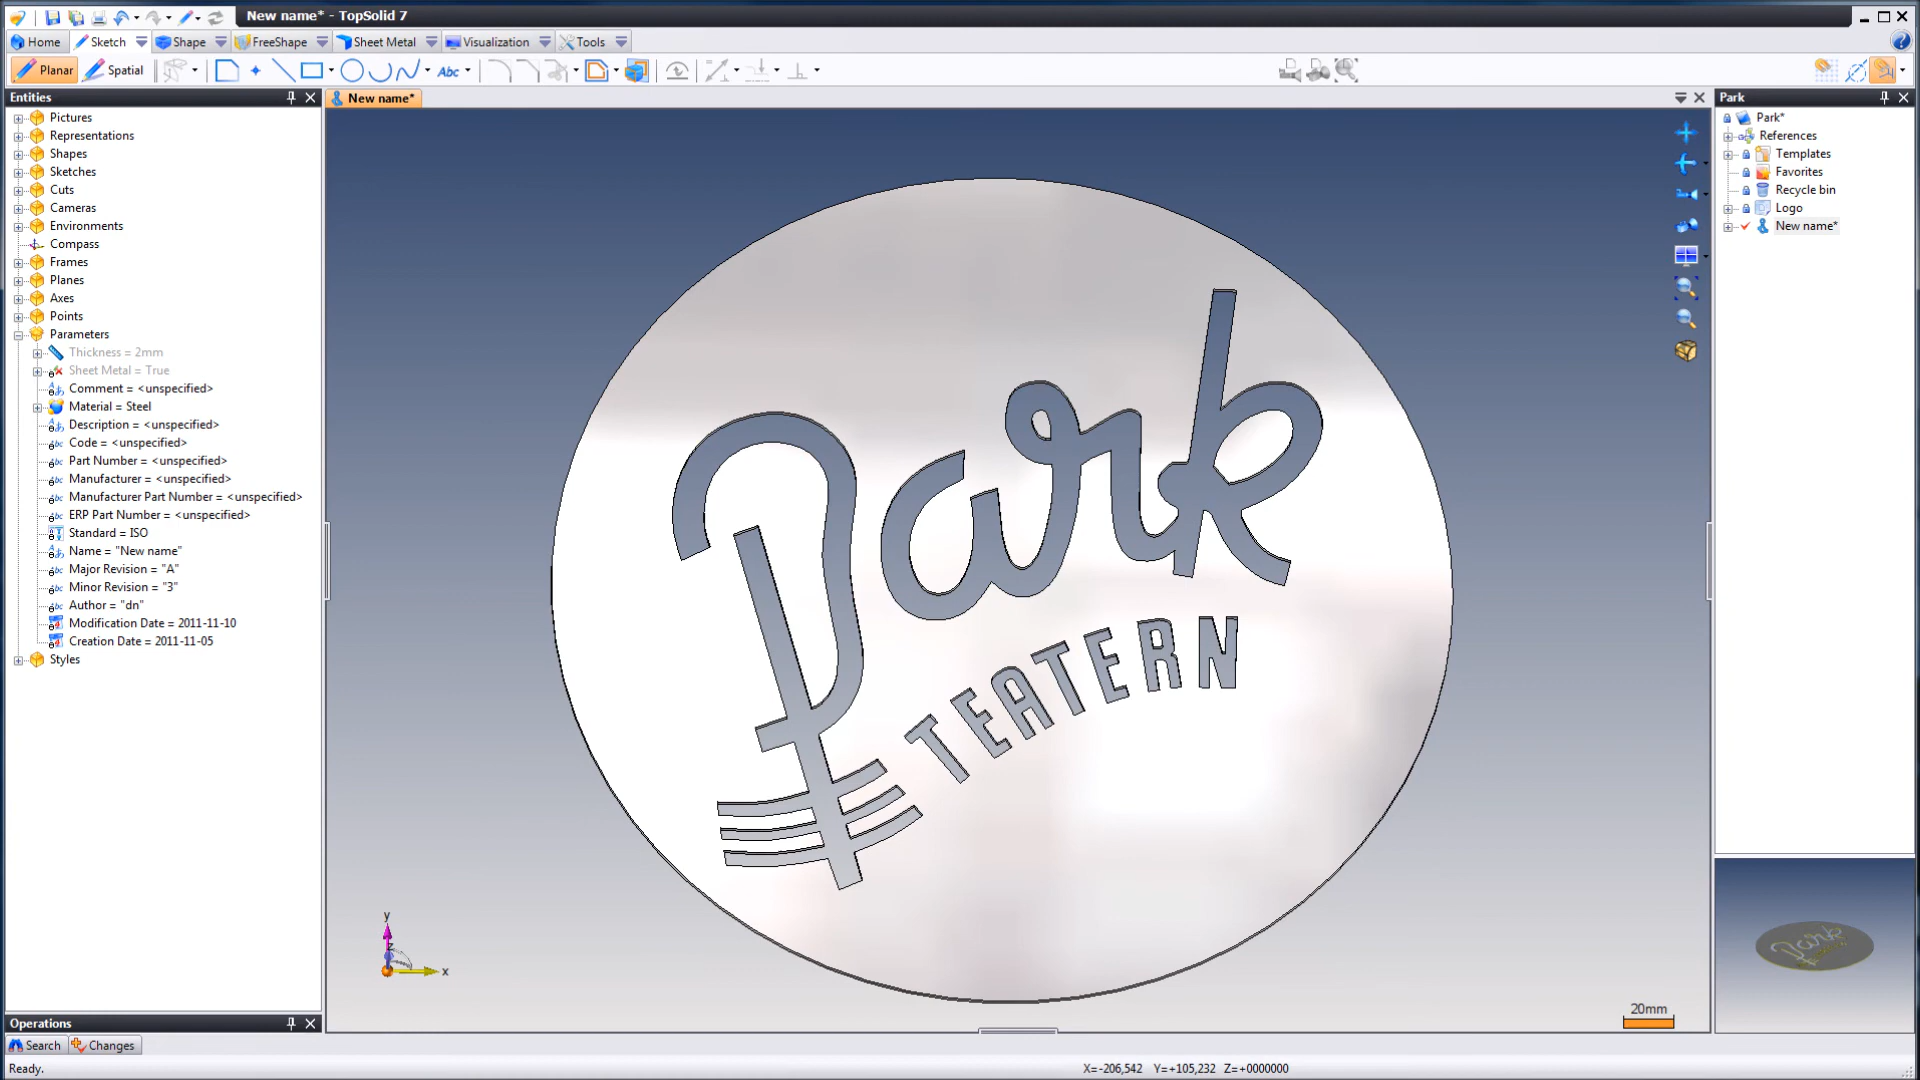 New name* - TopSolid 7
Home Sketch Shape FreeShape Sheet Metal Visualization Tools
Planar Spatial Abc
Entities
New name*
Park
Pictures
Representations
Shapes
Sketches
Cuts
Cameras
Environments
Compass
Frames
Planes
Axes
Points
Parameters
Thickness = 2mm
Sheet Metal = True
Comment = <unspecified>
Material = Steel
Description = <unspecified>
Code = <unspecified>
Part Number = <unspecified>
Manufacturer = <unspecified>
Manufacturer Part Number = <unspecified>
ERP Part Number = <unspecified>
Standard = ISO
Name = "New name"
Major Revision = "A"
Minor Revision = "3"
Author = "dn"
Modification Date = 2011-11-10
Creation Date = 2011-11-05
Styles
Park
TEATERN
y
z
x
20mm
Park*
References
Templates
Favorites
Recycle bin
Logo
New name*
Park
Operations
Search Changes
Ready.
X=-206,542 Y=+105,232 Z=+0000000